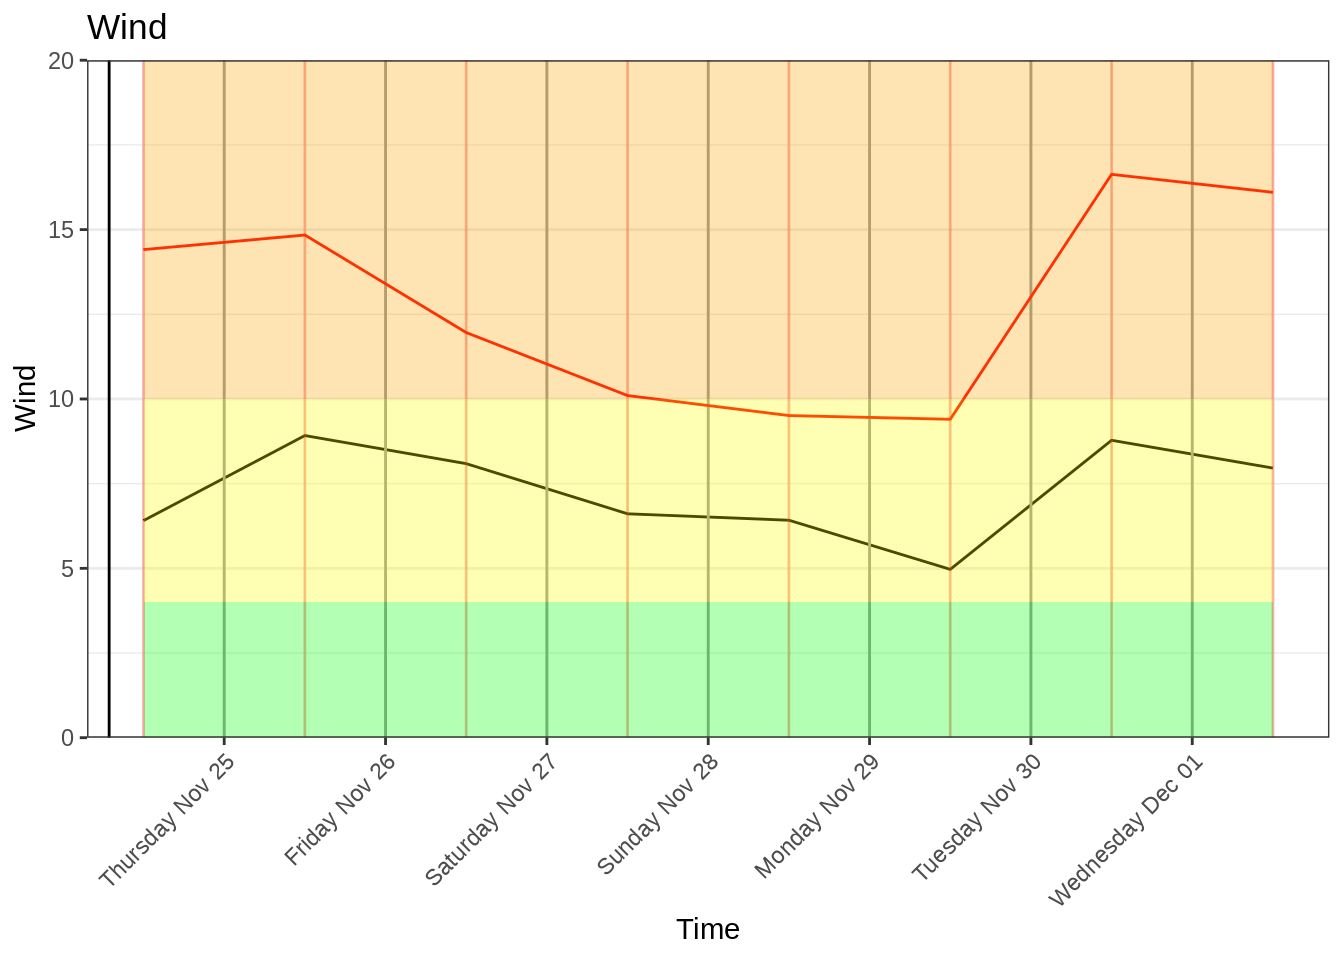 Wind
20
15
10
5
0
Wind
Thursday Nov 25
Friday Nov 26
Saturday Nov 27
Sunday Nov 28
Monday Nov 29
Tuesday Nov 30
Wednesday Dec 01
Time